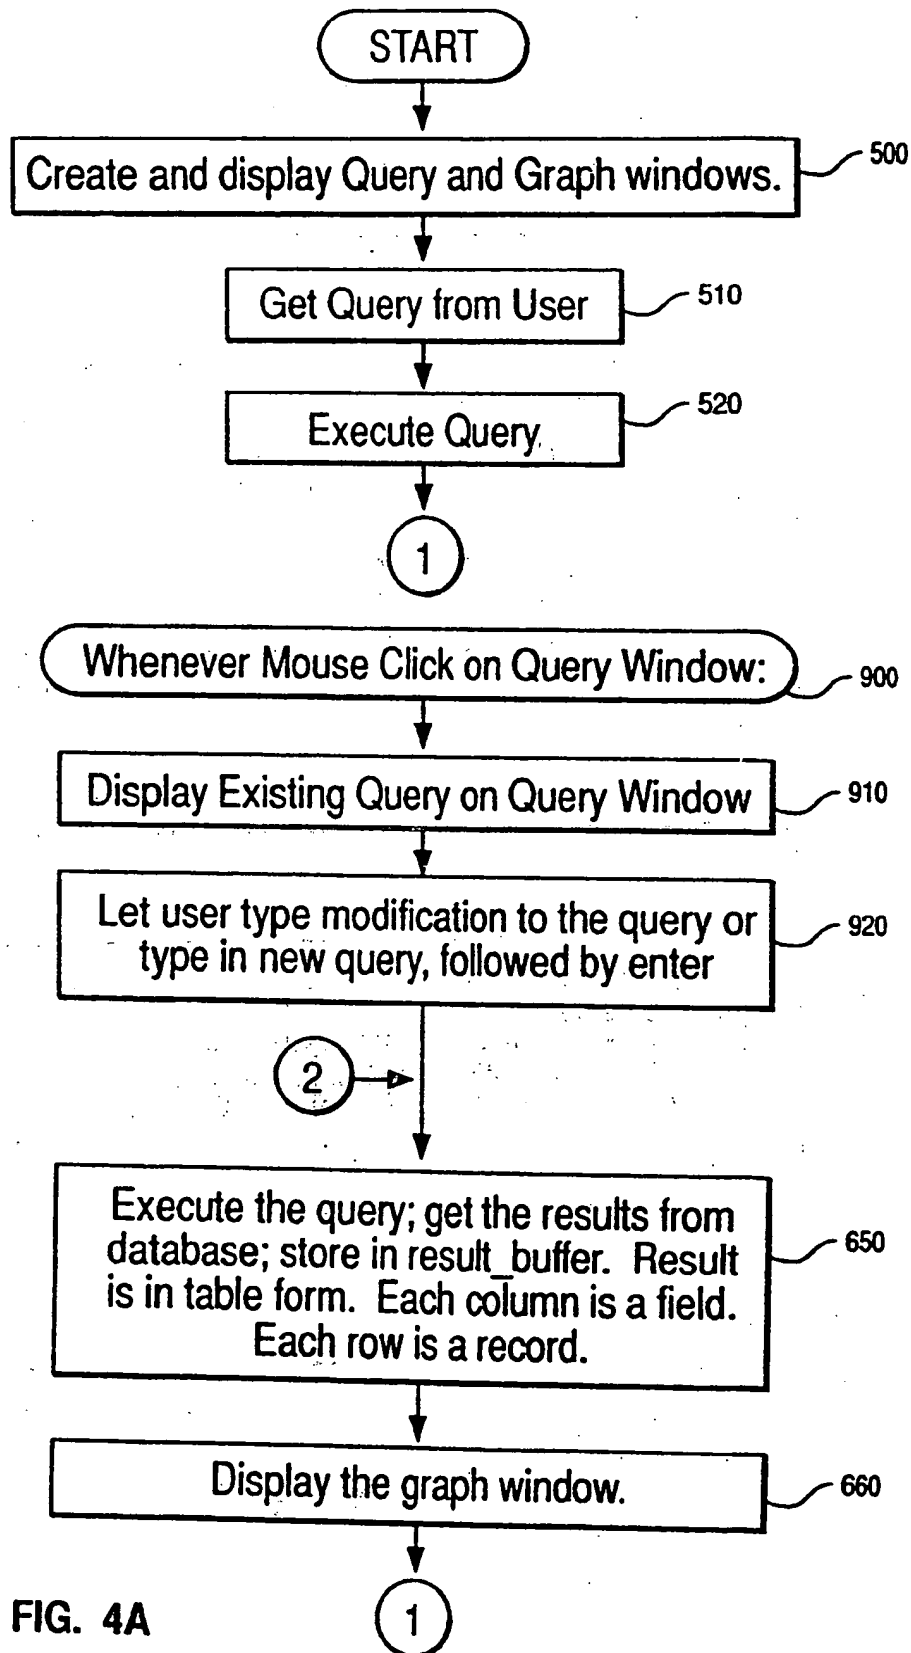 START
Create and display Query and Graph windows.
500
Get Query from User
510
Execute Query
520
1
Whenever Mouse Click on Query Window:
900
Display Existing Query on Query Window
910
Let user type modification to the query or
type in new query, followed by enter
920
2
Execute the query; get the results from
database; store in result_buffer. Result
is in table form. Each column is a field.
Each row is a record.
650
Display the graph window.
660
1
FIG. 4A